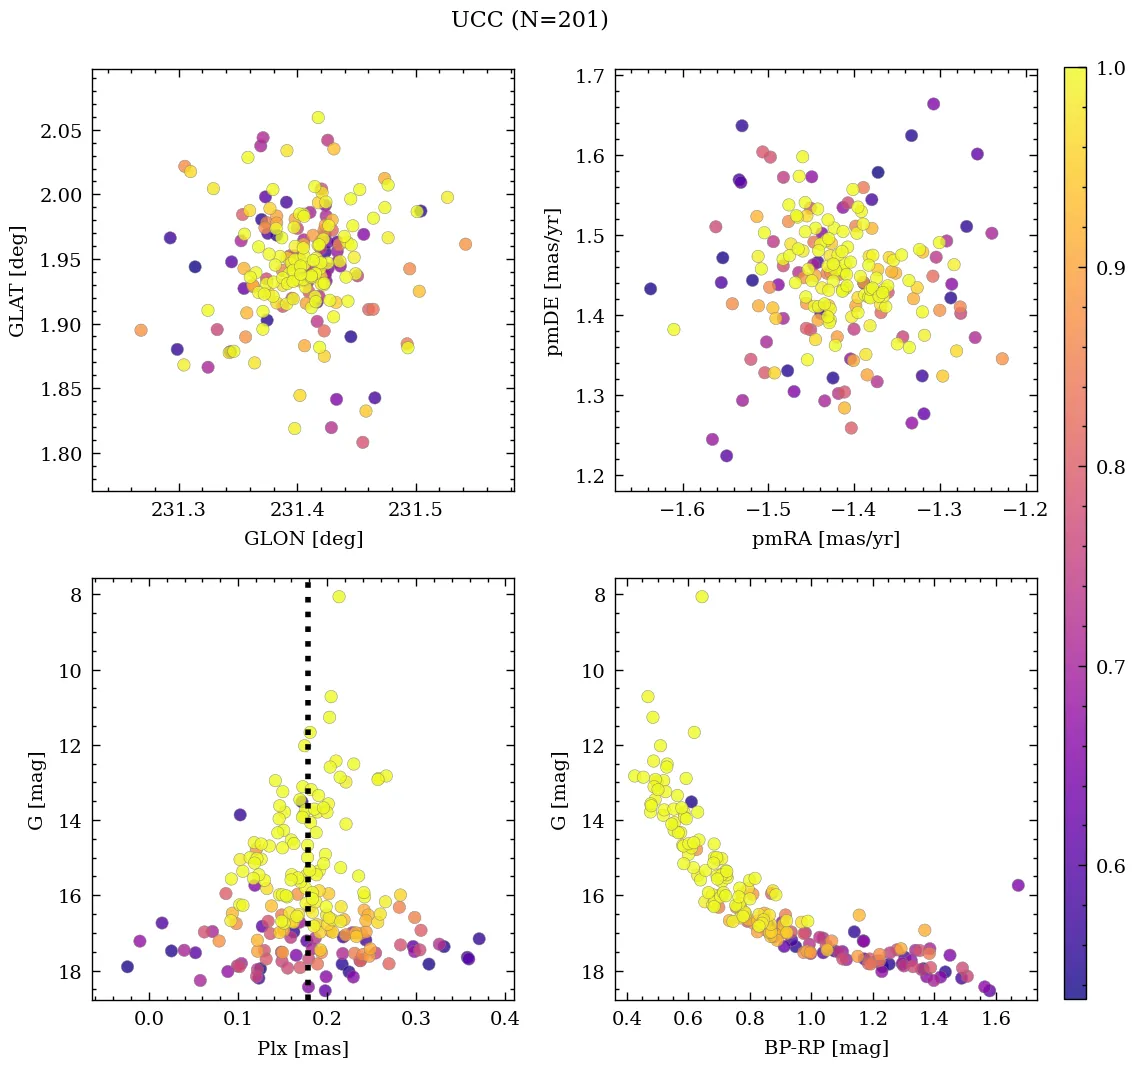 UCC (N=201)
2.05
2.00
1.95
1.90
1.85
1.80
GLAT [deg]
231.3 231.4 231.5
GLON [deg]
1.7
1.6
1.5
1.4
1.3
1.2
pmDE [mas/yr]
−1.6 −1.5 −1.4 −1.3 −1.2
pmRA [mas/yr]
8
10
12
14
16
18
G [mag]
0.0 0.1 0.2 0.3 0.4
Plx [mas]
8
10
12
14
16
18
G [mag]
0.4 0.6 0.8 1.0 1.2 1.4 1.6
BP-RP [mag]
1.0
0.9
0.8
0.7
0.6